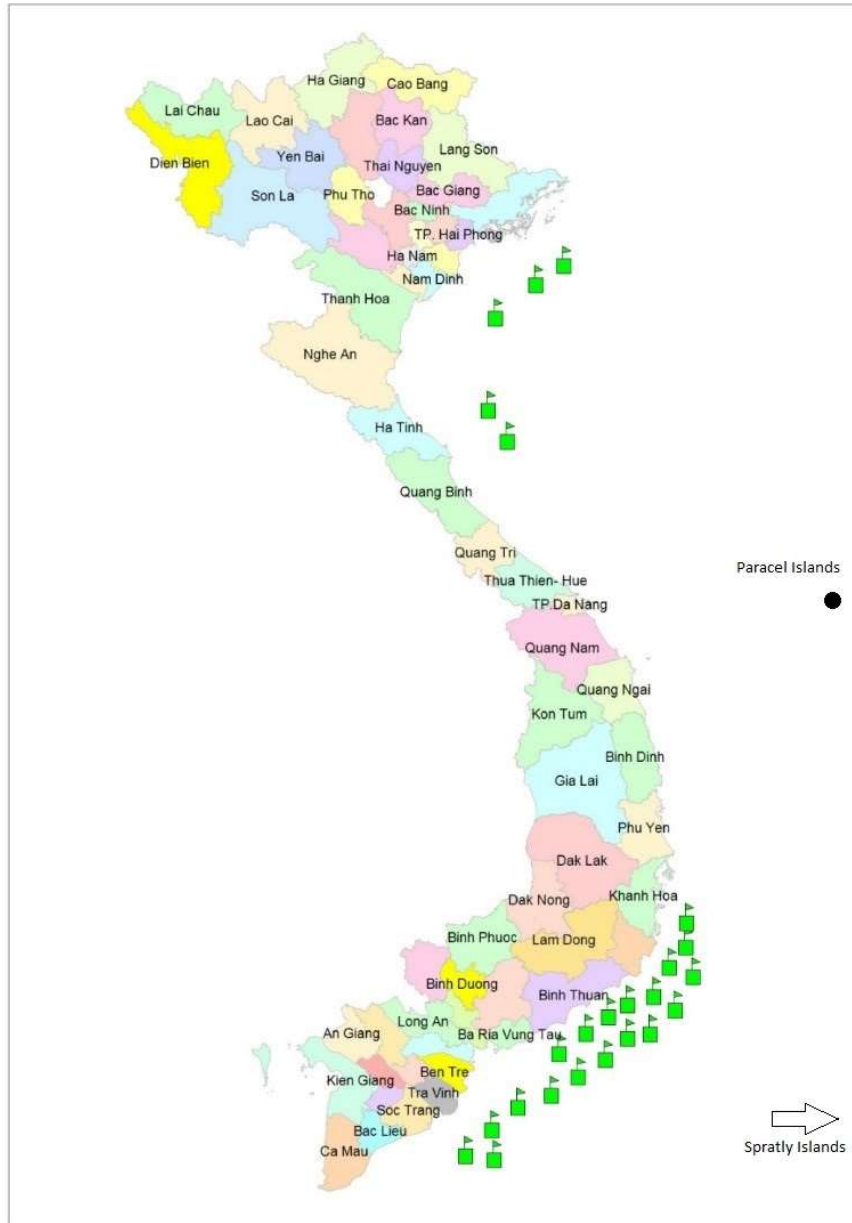 Ha Giang
Cao Bang
Lai Chau
Lao Cai
Bac Kan
Lang Son
Yen Bai
Dien Bien
Thai Nguyen
Son La
Phu Tho
Bac Giang
Bac Ninh
TP. Hai Phong
Ha Nam
Nam Dinh
Thanh Hoa
Nghe An
Ha Tinh
Quang Binh
Quang Tri
Paracel Islands
Thua Thien- Hue
TP.Da Nang
Quang Nam
Quang Ngai
Kon Tum
Binh Dinh
Gia Lai
Phu Yen
Dak Lak
Khanh Hoa
Dak Nong
Binh Phuoc
Lam Dong
Binh Duong
Binh Thuan
Long An
An Giang
Ba Ria Vung Tau
Ben Tre
Kien Giang
Tra Vinh
Soc Trang
Bac Lieu
Ca Mau
Spratly Islands